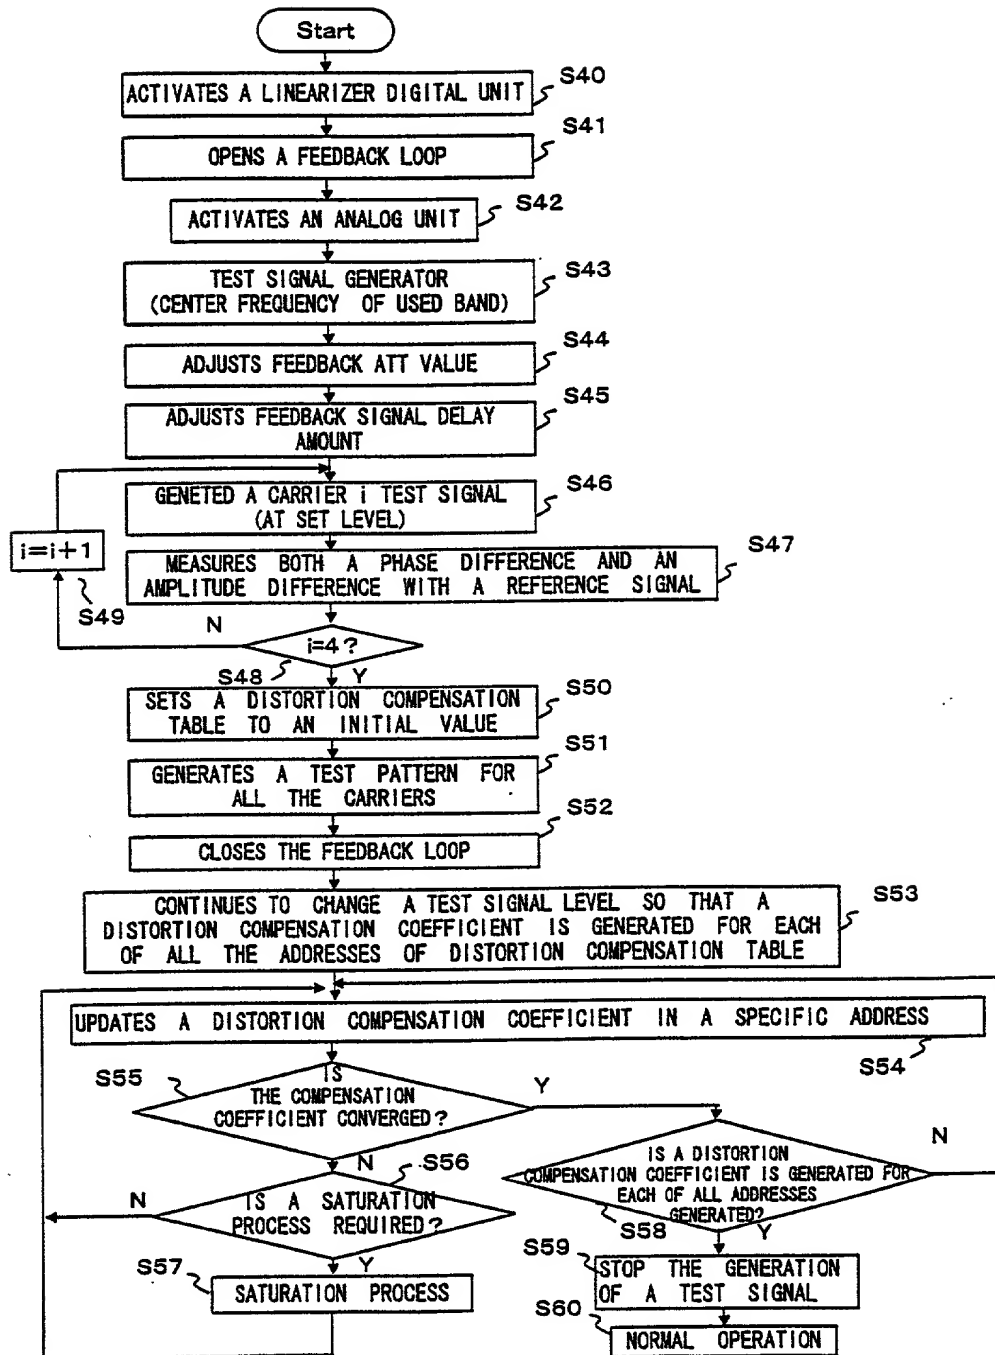 Start
S40
ACTIVATES A LINEARIZER DIGITAL UNIT
S41
OPENS A FEEDBACK LOOP
S42
ACTIVATES AN ANALOG UNIT
S43
TEST SIGNAL GENERATOR
(CENTER FREQUENCY OF USED BAND)
S44
ADJUSTS FEEDBACK ATT VALUE
S45
ADJUSTS FEEDBACK SIGNAL DELAY
AMOUNT
S46
GENETED A CARRIER i TEST SIGNAL
(AT SET LEVEL)
i=i+1
S47
MEASURES BOTH A PHASE DIFFERENCE AND AN
AMPLITUDE DIFFERENCE WITH A REFERENCE SIGNAL
S49
N
i=4?
S48
Y
S50
SETS A DISTORTION COMPENSATION
TABLE TO AN INITIAL VALUE
S51
GENERATES A TEST PATTERN FOR
ALL THE CARRIERS
S52
CLOSES THE FEEDBACK LOOP
S53
CONTINUES TO CHANGE A TEST SIGNAL LEVEL SO THAT A
DISTORTION COMPENSATION COEFFICIENT IS GENERATED FOR EACH
OF ALL THE ADDRESSES OF DISTORTION COMPENSATION TABLE
UPDATES A DISTORTION COMPENSATION COEFFICIENT IN A SPECIFIC ADDRESS
S54
S55
IS
THE COMPENSATION
COEFFICIENT CONVERGED?
Y
N
S56
N
IS A SATURATION
PROCESS REQUIRED?
Y
S57
SATURATION PROCESS
IS A DISTORTION
COMPENSATION COEFFICIENT IS GENERATED FOR
EACH OF ALL ADDRESSES
GENERATED?
N
S58
Y
S59
STOP THE GENERATION
OF A TEST SIGNAL
S60
NORMAL OPERATION